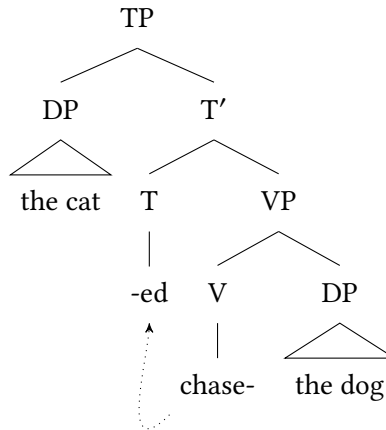 TP
DP T′
the cat T VP
-ed V DP
chase- the dog